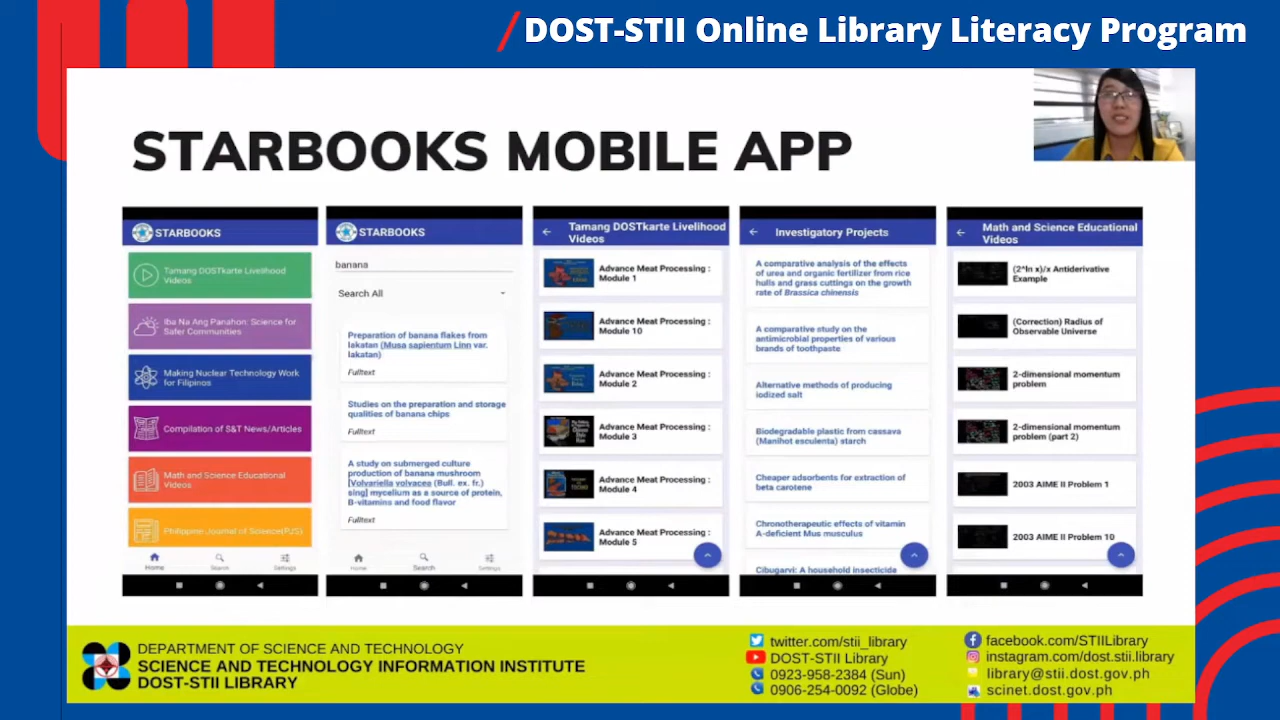 DOST-STII Online Library Literacy Program
STARBOOKS MOBILE APP
STARBOOKS
Tamang DOSTkarte Livelihood
Videos
Iba Na Ang Panahon: Science for
Safer Communities
Making Nuclear Technology Work
for Filipinos
Compilation of S&T News/Articles
Math and Science Educational
Videos
Philippine Journal of Science(PJS)
Home
Search
Settings
STARBOOKS
banana
Search All
Preparation of banana flakes from
lakatan (Musa sapientum Linn var.
lakatan)
Fulltext
Studies on the preparation and storage
qualities of banana chips
Fulltext
A study on submerged culture
production of banana mushroom
[Volvariella volvacea (Bull. ex. fr.)
sing] mycelium as a source of protein,
B-vitamins and food flavor
Fulltext
Home
Search
Settings
Tamang DOSTkarte Livelihood
Videos
Advance Meat Processing :
Module 1
Advance Meat Processing :
Module 10
Advance Meat Processing :
Module 2
Advance Meat Processing :
Module 3
Advance Meat Processing :
Module 4
Advance Meat Processing :
Module 5
Investigatory Projects
A comparative analysis of the effects
of urea and organic fertilizer from rice
hulls and grass cuttings on the growth
rate of Brassica chinensis
A comparative study on the
antimicrobial properties of various
brands of toothpaste
Alternative methods of producing
iodized salt
Biodegradable plastic from cassava
(Manihot esculenta) starch
Cheaper adsorbents for extraction of
beta carotene
Chronotherapeutic effects of vitamin
A-deficient Mus musculus
Cibugarvi: A household insecticide
Math and Science Educational
Videos
(2^ln x)/x Antiderivative
Example
(Correction) Radius of
Observable Universe
2-dimensional momentum
problem
2-dimensional momentum
problem (part 2)
2003 AIME II Problem 1
2003 AIME II Problem 10
DEPARTMENT OF SCIENCE AND TECHNOLOGY
SCIENCE AND TECHNOLOGY INFORMATION INSTITUTE
DOST-STII LIBRARY
twitter.com/stii_library
DOST-STII Library
0923-958-2384 (Sun)
0906-254-0092 (Globe)
facebook.com/STIILibrary
instagram.com/dost.stii.library
library@stii.dost.gov.ph
scinet.dost.gov.ph